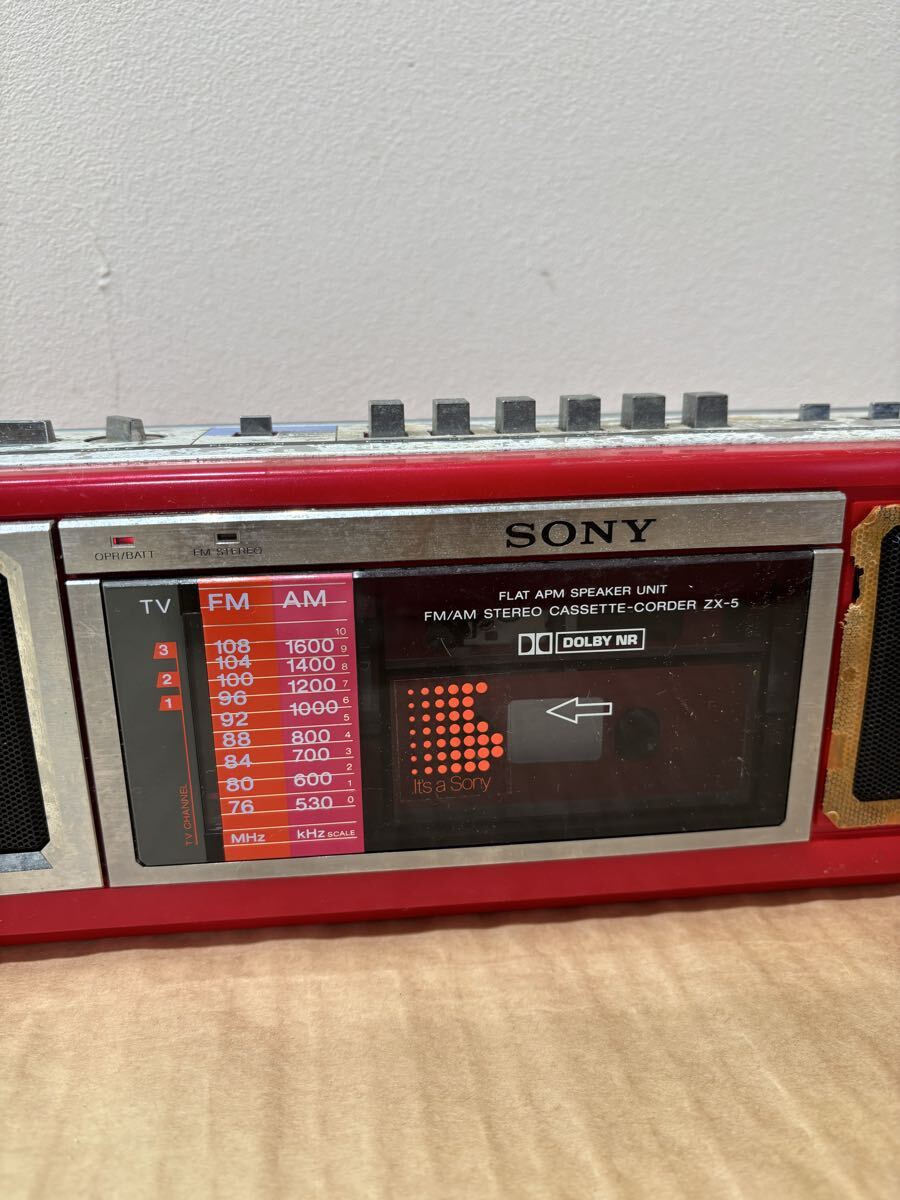 SONY
OPR/BATT
FM STEREO
FLAT APM SPEAKER UNIT
FM/AM STEREO CASSETTE-CORDER ZX-5
DOLBY NR
TV
3
2
1
TV CHANNEL
FM AM
10
108 1600 9
104 1400 8
100 1200 7
96 1000 6
92 5
88 800 4
84 700 3
2
80 600 1
76 530 0
MHz kHz SCALE
It's a Sony